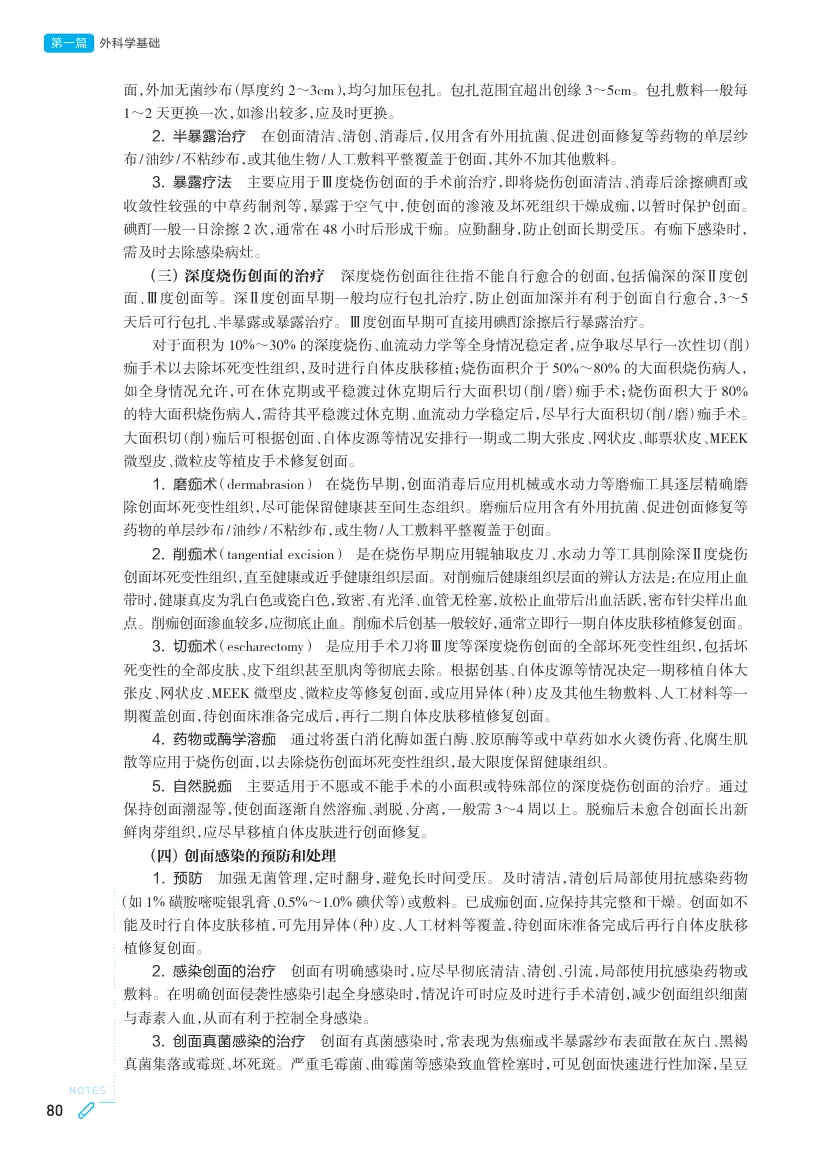 第一篇 外科学基础
面,外加无菌纱布(厚度约 2～3cm),均匀加压包扎。包扎范围宜超出创缘 3～5cm。包扎敷料一般每
1～2 天更换一次,如渗出较多,应及时更换。
2. 半暴露治疗 在创面清洁、清创、消毒后,仅用含有外用抗菌、促进创面修复等药物的单层纱
布/油纱/不粘纱布,或其他生物/人工敷料平整覆盖于创面,其外不加其他敷料。
3. 暴露疗法 主要应用于Ⅲ度烧伤创面的手术前治疗,即将烧伤创面清洁、消毒后涂擦碘酊或
收敛性较强的中草药制剂等,暴露于空气中,使创面的渗液及坏死组织干燥成痂,以暂时保护创面。
碘酊一般一日涂擦 2 次,通常在 48 小时后形成干痂。应勤翻身,防止创面长期受压。有痂下感染时,
需及时去除感染病灶。
(三) 深度烧伤创面的治疗 深度烧伤创面往往指不能自行愈合的创面,包括偏深的深Ⅱ度创
面、Ⅲ度创面等。深Ⅱ度创面早期一般均应行包扎治疗,防止创面加深并有利于创面自行愈合,3～5
天后可行包扎、半暴露或暴露治疗。Ⅲ度创面早期可直接用碘酊涂擦后行暴露治疗。
对于面积为 10%～30% 的深度烧伤、血流动力学等全身情况稳定者,应争取尽早行一次性切(削)
痂手术以去除坏死变性组织,及时进行自体皮肤移植;烧伤面积介于 50%～80% 的大面积烧伤病人,
如全身情况允许,可在休克期或平稳渡过休克期后行大面积切(削/磨)痂手术;烧伤面积大于 80%
的特大面积烧伤病人,需待其平稳渡过休克期、血流动力学稳定后,尽早行大面积切(削/磨)痂手术。
大面积切(削)痂后可根据创面、自体皮源等情况安排行一期或二期大张皮、网状皮、邮票状皮、MEEK
微型皮、微粒皮等植皮手术修复创面。
1. 磨痂术(dermabrasion) 在烧伤早期,创面消毒后应用机械或水动力等磨痂工具逐层精确磨
除创面坏死变性组织,尽可能保留健康甚至间生态组织。磨痂后应用含有外用抗菌、促进创面修复等
药物的单层纱布/油纱/不粘纱布,或生物/人工敷料平整覆盖于创面。
2. 削痂术(tangential excision) 是在烧伤早期应用辊轴取皮刀、水动力等工具削除深Ⅱ度烧伤
创面坏死变性组织,直至健康或近乎健康组织层面。对削痂后健康组织层面的辨认方法是:在应用止血
带时,健康真皮为乳白色或瓷白色,致密、有光泽、血管无栓塞,放松止血带后出血活跃,密布针尖样出血
点。削痂创面渗血较多,应彻底止血。削痂术后创基一般较好,通常立即行一期自体皮肤移植修复创面。
3. 切痂术(escharectomy) 是应用手术刀将Ⅲ度等深度烧伤创面的全部坏死变性组织,包括坏
死变性的全部皮肤、皮下组织甚至肌肉等彻底去除。根据创基、自体皮源等情况决定一期移植自体大
张皮、网状皮、MEEK 微型皮、微粒皮等修复创面,或应用异体(种)皮及其他生物敷料、人工材料等一
期覆盖创面,待创面床准备完成后,再行二期自体皮肤移植修复创面。
4. 药物或酶学溶痂 通过将蛋白消化酶如蛋白酶、胶原酶等或中草药如水火烫伤膏、化腐生肌
散等应用于烧伤创面,以去除烧伤创面坏死变性组织,最大限度保留健康组织。
5. 自然脱痂 主要适用于不愿或不能手术的小面积或特殊部位的深度烧伤创面的治疗。通过
保持创面潮湿等,使创面逐渐自然溶痂、剥脱、分离,一般需 3～4 周以上。脱痂后未愈合创面长出新
鲜肉芽组织,应尽早移植自体皮肤进行创面修复。
(四) 创面感染的预防和处理
1. 预防 加强无菌管理,定时翻身,避免长时间受压。及时清洁,清创后局部使用抗感染药物
(如 1% 磺胺嘧啶银乳膏、0.5%～1.0% 碘伏等)或敷料。已成痂创面,应保持其完整和干燥。创面如不
能及时行自体皮肤移植,可先用异体(种)皮、人工材料等覆盖,待创面床准备完成后再行自体皮肤移
植修复创面。
2. 感染创面的治疗 创面有明确感染时,应尽早彻底清洁、清创、引流,局部使用抗感染药物或
敷料。在明确创面侵袭性感染引起全身感染时,情况许可时应及时进行手术清创,减少创面组织细菌
与毒素入血,从而有利于控制全身感染。
3. 创面真菌感染的治疗 创面有真菌感染时,常表现为焦痂或半暴露纱布表面散在灰白、黑褐
真菌集落或霉斑、坏死斑。严重毛霉菌、曲霉菌等感染致血管栓塞时,可见创面快速进行性加深,呈豆
NOTES
80